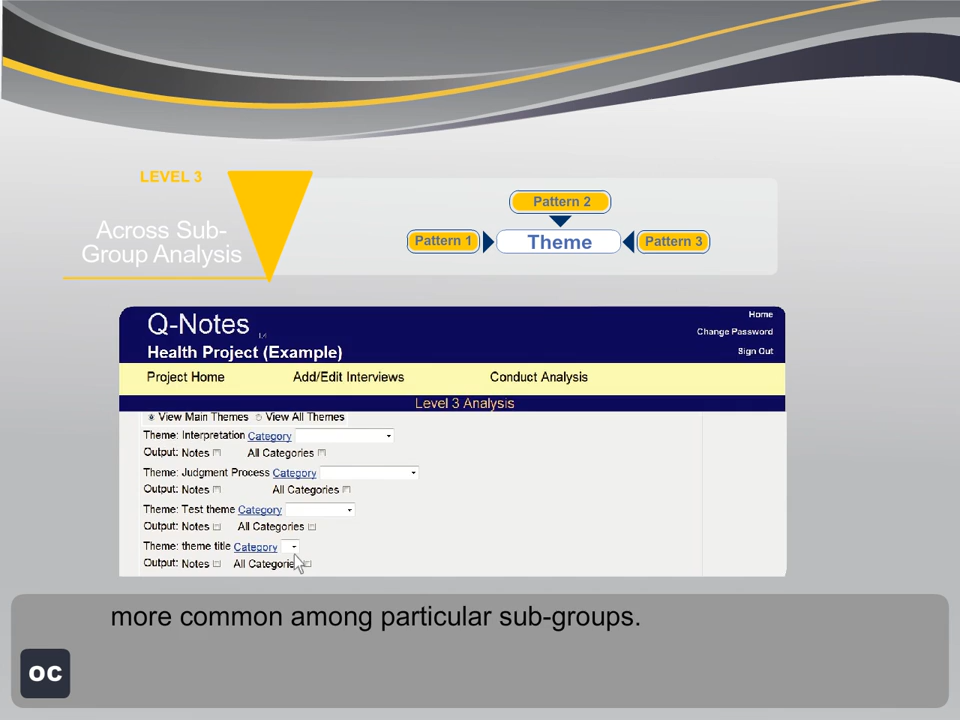 LEVEL 3
Across Sub-
Group Analysis
Pattern 2
Pattern 1
Theme
Pattern 3
Q-Notes
Health Project (Example)
Home
Change Password
Sign Out
Project Home Add/Edit Interviews Conduct Analysis
Level 3 Analysis
View Main Themes View All Themes
Theme: Interpretation Category
Output: Notes All Categories
Theme: Judgment Process Category
Output: Notes All Categories
Theme: Test theme Category
Output: Notes All Categories
Theme: theme title Category
Output: Notes All Categorie
more common among particular sub-groups.
OC